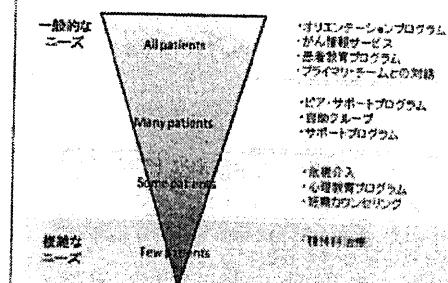 一般的な
ニーズ
All patients
・オリエンテーションプログラム
・がん情報サービス
・患者教育プログラム
・プライマリ・チームとの対話
Many patients
・ピア・サポートプログラム
・自助グループ
・サポートプログラム
Some patients
・危機介入
・心理教育プログラム
カウンセリング
複雑な
ニーズ
Few patients
・精神科治療